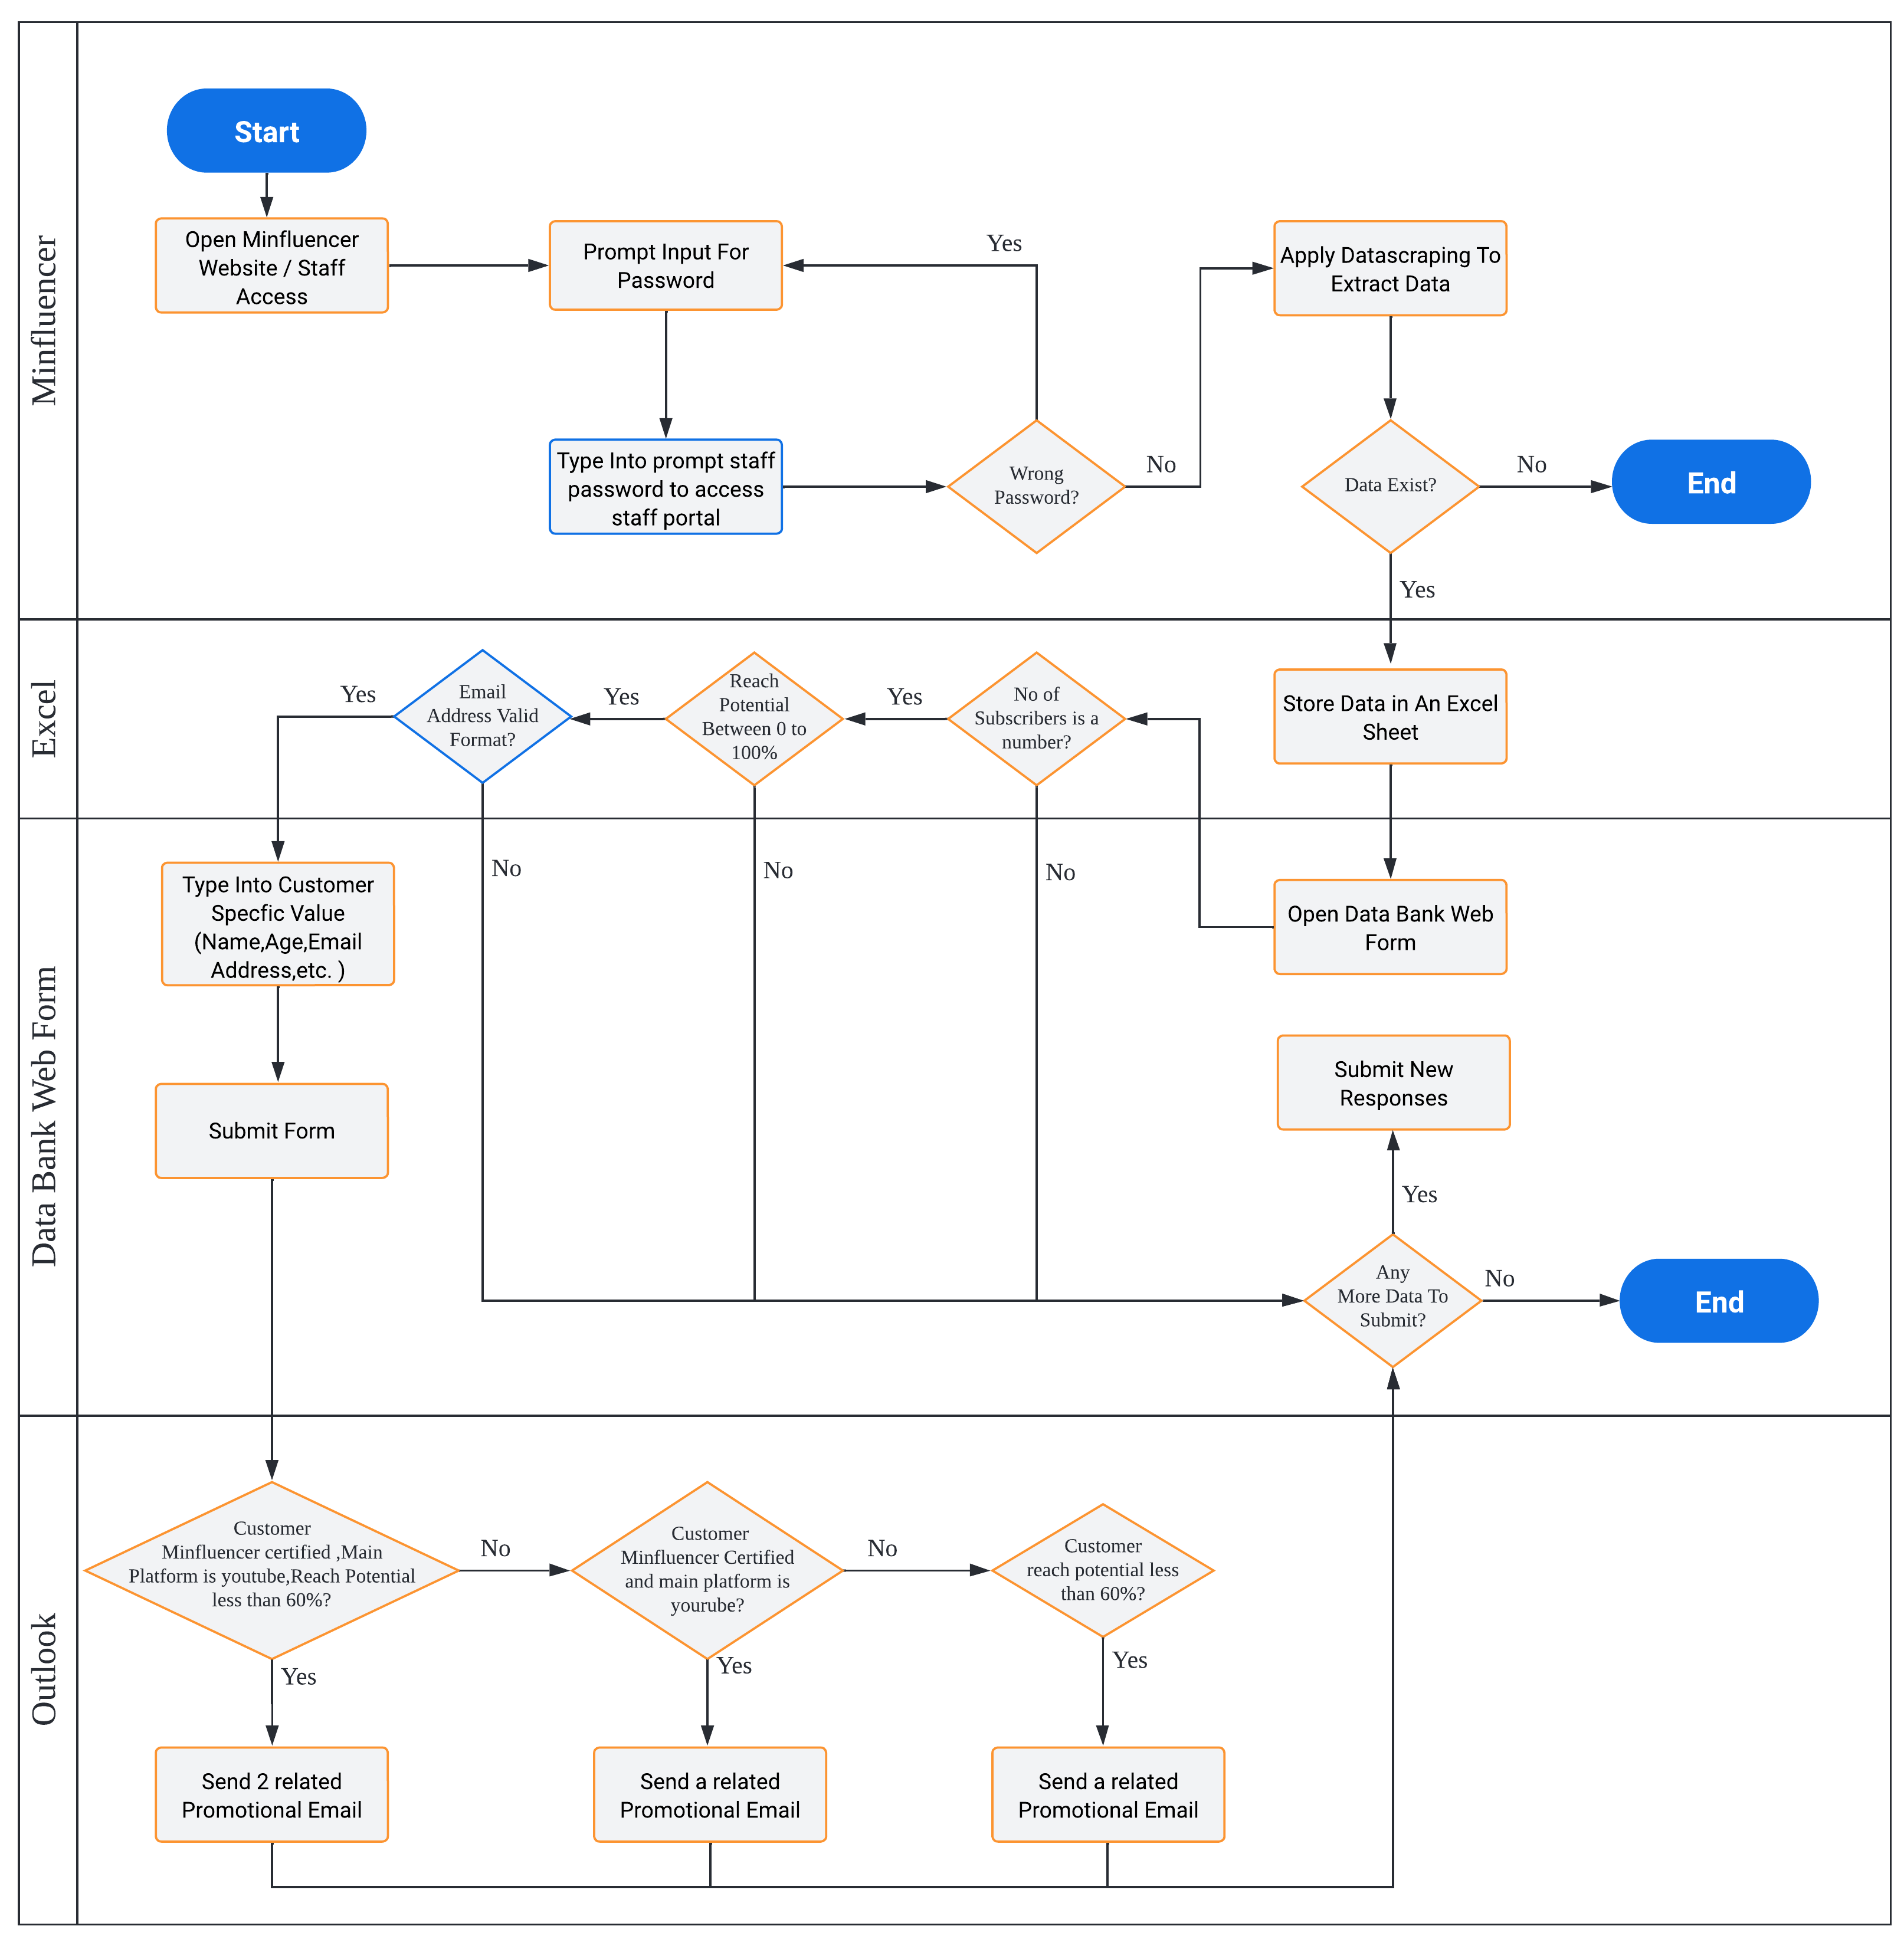 Minfluencer
Start
Open Minfluencer
Website / Staff
Access
Prompt Input For
Password
Yes
Apply Datascraping To
Extract Data
Type Into prompt staff
password to access
staff portal
Wrong
Password?
No
Data Exist?
No
End
Yes
Excel
Yes
Email
Address Valid
Format?
Yes
Reach
Potential
Between 0 to
100%
Yes
No of
Subscribers is a
number?
Store Data in An Excel
Sheet
Data Bank Web Form
No
No
No
Type Into Customer
Specfic Value
(Name,Age,Email
Address,etc. )
Open Data Bank Web
Form
Submit Form
Submit New
Responses
Yes
Any
More Data To
Submit?
No
End
Outlook
Customer
Minfluencer certified ,Main
Platform is youtube,Reach Potential
less than 60%?
No
Customer
Minfluencer Certified
and main platform is
yourube?
No
Customer
reach potential less
than 60%?
Yes
Yes
Yes
Send 2 related
Promotional Email
Send a related
Promotional Email
Send a related
Promotional Email